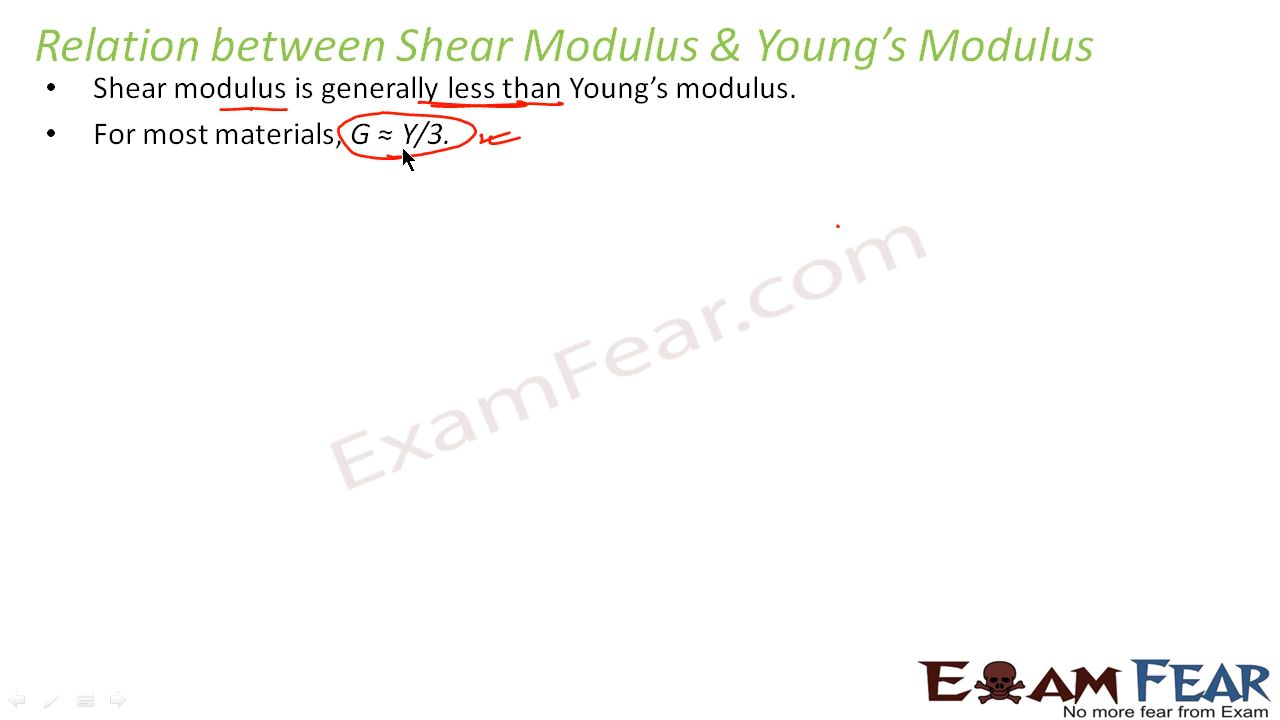 Relation between Shear Modulus & Young's Modulus
• Shear modulus is generally less than Young's modulus.
• For most materials, G ≈ Y/3.
ExamFear.com
EXAM FEAR
No more fear from Exam